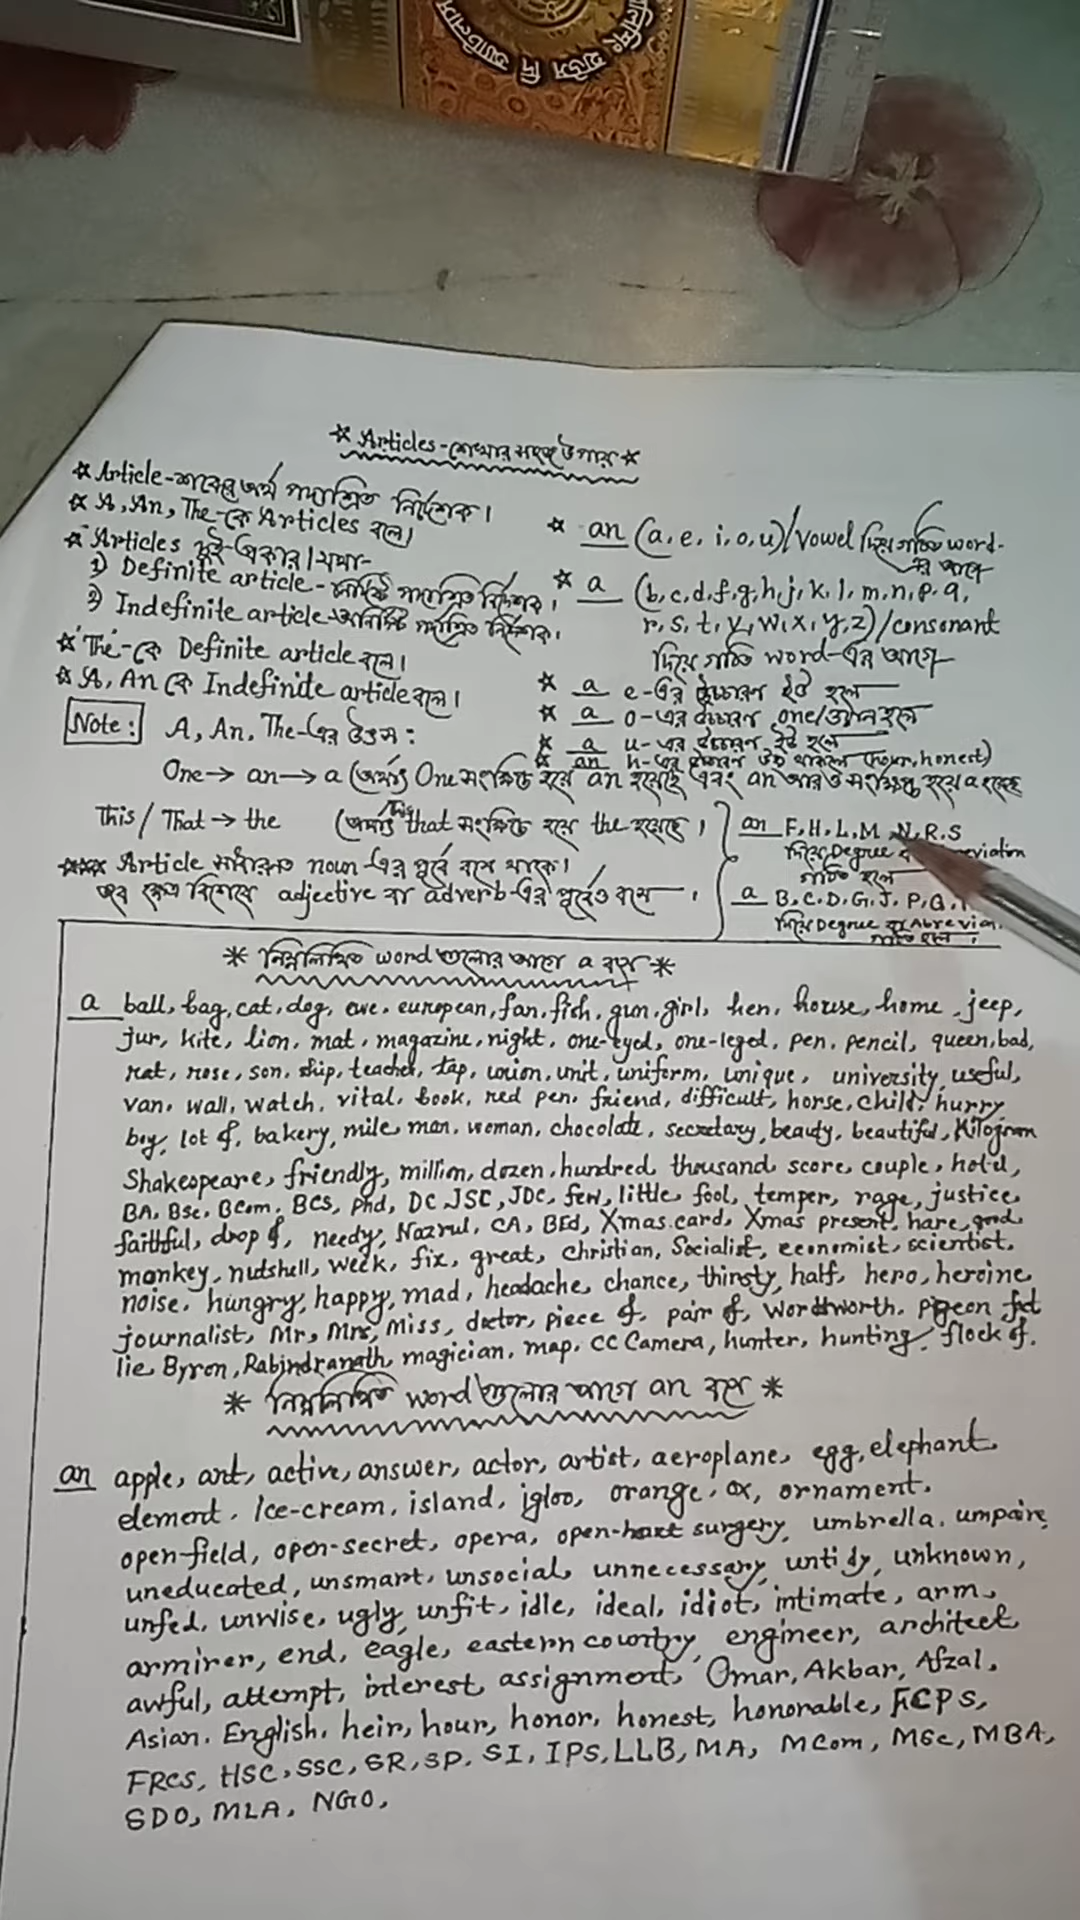 ★ Articles-শেখার সহজ উপায় ★
★ Article-শব্দের অর্থ পদাশ্রিত নির্দেশক।
★ A, An, The-কে Articles বলে।
★ Articles দুই প্রকার। যথা-
১) Definite article-নির্দিষ্ট পদাশ্রিত নির্দেশক।
২) Indefinite article-অনির্দিষ্ট পদাশ্রিত নির্দেশক।
★ The-কে Definite article বলে।
★ A, An কে Indefinite article বলে।
★ an (a, e, i, o, u)/vowel দিয়ে গঠিত word-এর আগে
★ a (b, c, d, f, g, h, j, k, l, m, n, p, q,
r, s, t, v, w, x, y, z)/consonant
দিয়ে গঠিত word-এর আগে
★ a e-এর উচ্চারণ ইউ হলে
★ a o-এর উচ্চারণ one/ওয়ান হলে
★ a u-এর উচ্চারণ ইউ হলে
★ an h-এর উচ্চারণ উহ্য থাকলে (hour, honest)
Note: A, An, The-এর উৎস:
One→ an→ a (অর্থাৎ One সংক্ষিপ্ত হয়ে an হয়েছে এবং an আরও সংক্ষিপ্ত হয়ে a হয়েছে
This/ That→ the (অর্থাৎ this/that সংক্ষিপ্ত হয়ে the হয়েছে।
★★★ Article সাধারণত noun-এর পূর্বে বসে থাকে।
তবে ক্ষেত্র বিশেষে adjective বা adverb-এর পূর্বেও বসে।
an F, H, L, M, N, R, S
দিয়ে Degree
গঠিত হলে
a B, C, D, G, J, P, Q,
দিয়ে Degree বা Abrevia
গঠিত হলে।
* নিম্নলিখিত word গুলোর আগে a বসে *
a ball, bag, cat, dog, ewe, european, fan, fish, gun, girl, hen, house, home, jeep,
jur, kite, lion, mat, magazine, night, one-eyed, one-leged, pen, pencil, queen, bad,
rat, rose, son, ship, teacher, tap, union, unit, uniform, unique, university, useful,
van, wall, watch, vital, book, red pen, friend, difficult, horse, child, hurry
boy, lot of, bakery, mile, man, woman, chocolate, secretary, beauty, beautiful, Kilogram
Shakespeare, friendly, million, dozen, hundred, thousand, score, couple, hotel,
BA, Bsc, BCom, BCS, Phd, DC, JSC, JDC, few, little, fool, temper, rage, justice,
faithful, drop of, needy, Nazrul, CA, BEd, Xmas card, Xmas present, hare, good,
monkey, nutshell, week, fix, great, Christian, Socialist, economist, scientist,
noise, hungry, happy, mad, headache, chance, thirsty, half, hero, heroine,
journalist, Mr, Mrs, Miss, doctor, piece of, pair of, Wordsworth, pigeon
lie, Byron, Rabindranath, magician, map, CC Camera, hunter, hunting, flock of.
* নিম্নলিখিত word গুলোর আগে an বসে *
an apple, ant, active, answer, actor, artist, aeroplane, egg, elephant,
element, Ice-cream, island, igloo, orange, ox, ornament,
open-field, open-secret, opera, open-hart surgery, umbrella, umpaire,
uneducated, unsmart, unsocial, unnecessary, untidy, unknown,
unfed, unwise, ugly, unfit, idle, ideal, idiot, intimate, arm,
armirer, end, eagle, eastern country, engineer, architect,
awful, attempt, interest, assignment, Omar, Akbar, Afzal,
Asian, English, heir, hour, honor, honest, honorable, FCPS,
FRCS, HSC, SSC, SR, SP, SI, IPS, LLB, MA, MCom, MSc, MBA,
SDO, MLA, NGO,